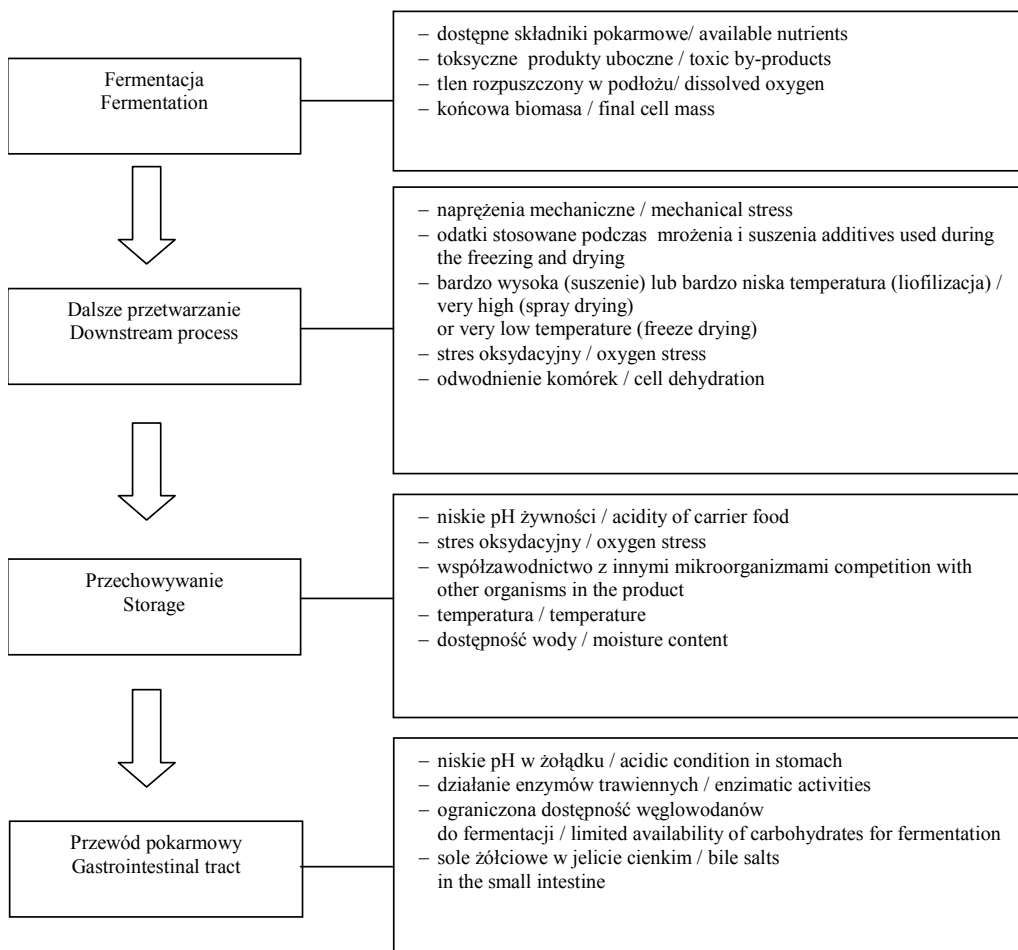 Fermentacja
Fermentation
– dostępne składniki pokarmowe/ available nutrients
– toksyczne produkty uboczne / toxic by-products
– tlen rozpuszczony w podłożu/ dissolved oxygen
– końcowa biomasa / final cell mass
Dalsze przetwarzanie
Downstream process
– naprężenia mechaniczne / mechanical stress
– odatki stosowane podczas mrożenia i suszenia additives used during
the freezing and drying
– bardzo wysoka (suszenie) lub bardzo niska temperatura (liofilizacja) /
very high (spray drying)
or very low temperature (freeze drying)
– stres oksydacyjny / oxygen stress
– odwodnienie komórek / cell dehydration
Przechowywanie
Storage
– niskie pH żywności / acidity of carrier food
– stres oksydacyjny / oxygen stress
– współzawodnictwo z innymi mikroorganizmami competition with
other organisms in the product
– temperatura / temperature
– dostępność wody / moisture content
Przewód pokarmowy
Gastrointestinal tract
– niskie pH w żołądku / acidic condition in stomach
– działanie enzymów trawiennych / enzimatic activities
– ograniczona dostępność węglowodanów
do fermentacji / limited availability of carbohydrates for fermentation
– sole żółciowe w jelicie cienkim / bile salts
in the small intestine